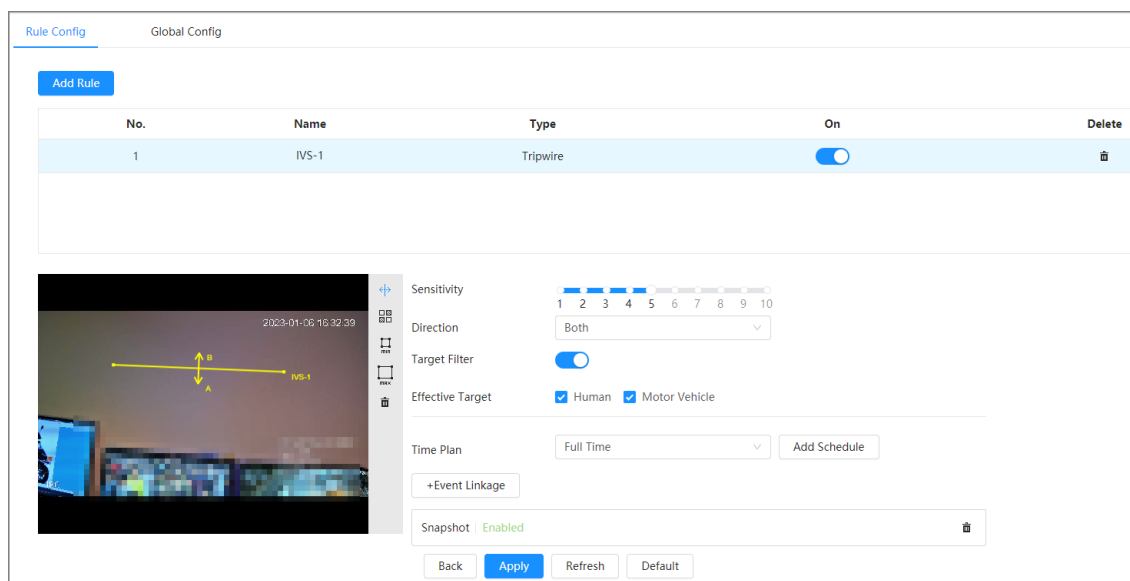 Rule Config Global Config
Add Rule
No. Name Type On Delete
1 IVS-1 Tripwire
2023-01-06 16:32:39
B
IVS-1
A
min
max
Sensitivity
1 2 3 4 5 6 7 8 9 10
Direction Both
Target Filter
Effective Target Human Motor Vehicle
Time Plan Full Time Add Schedule
+Event Linkage
Snapshot Enabled
Back Apply Refresh Default